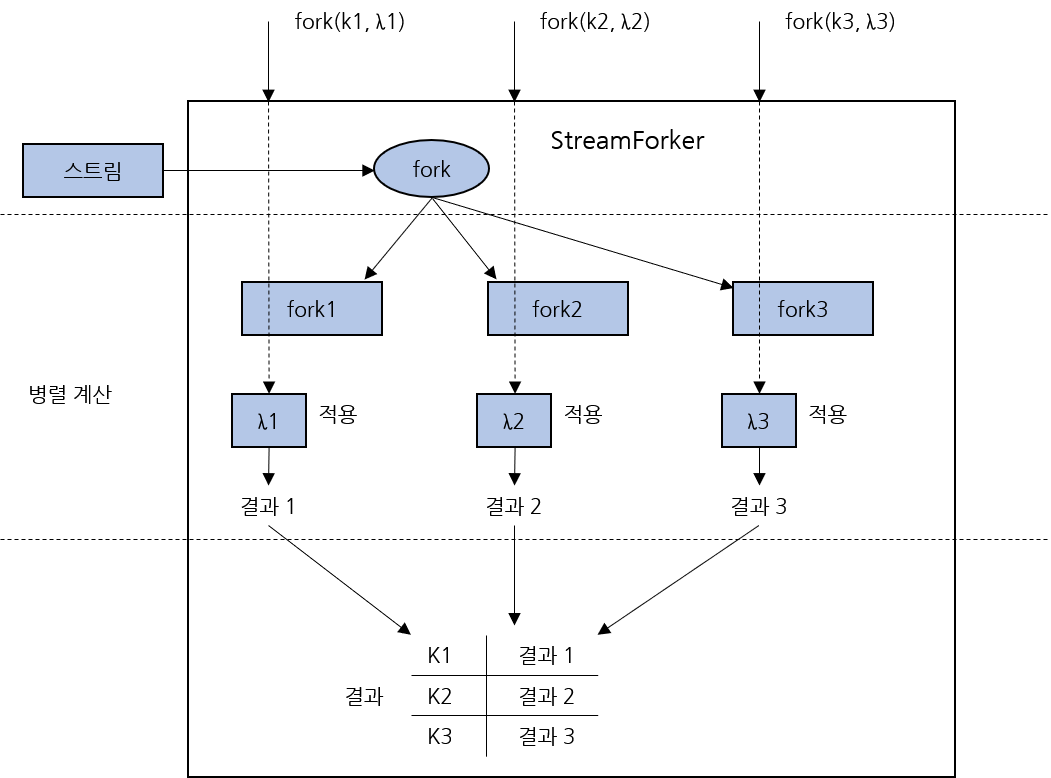 fork(k1, λ1)
fork(k2, λ2)
fork(k3, λ3)
StreamForker
스트림
fork
fork1
fork2
fork3
병렬 계산
λ1
적용
λ2
적용
λ3
적용
결과 1
결과 2
결과 3
K1
결과 1
결과
K2
결과 2
K3
결과 3